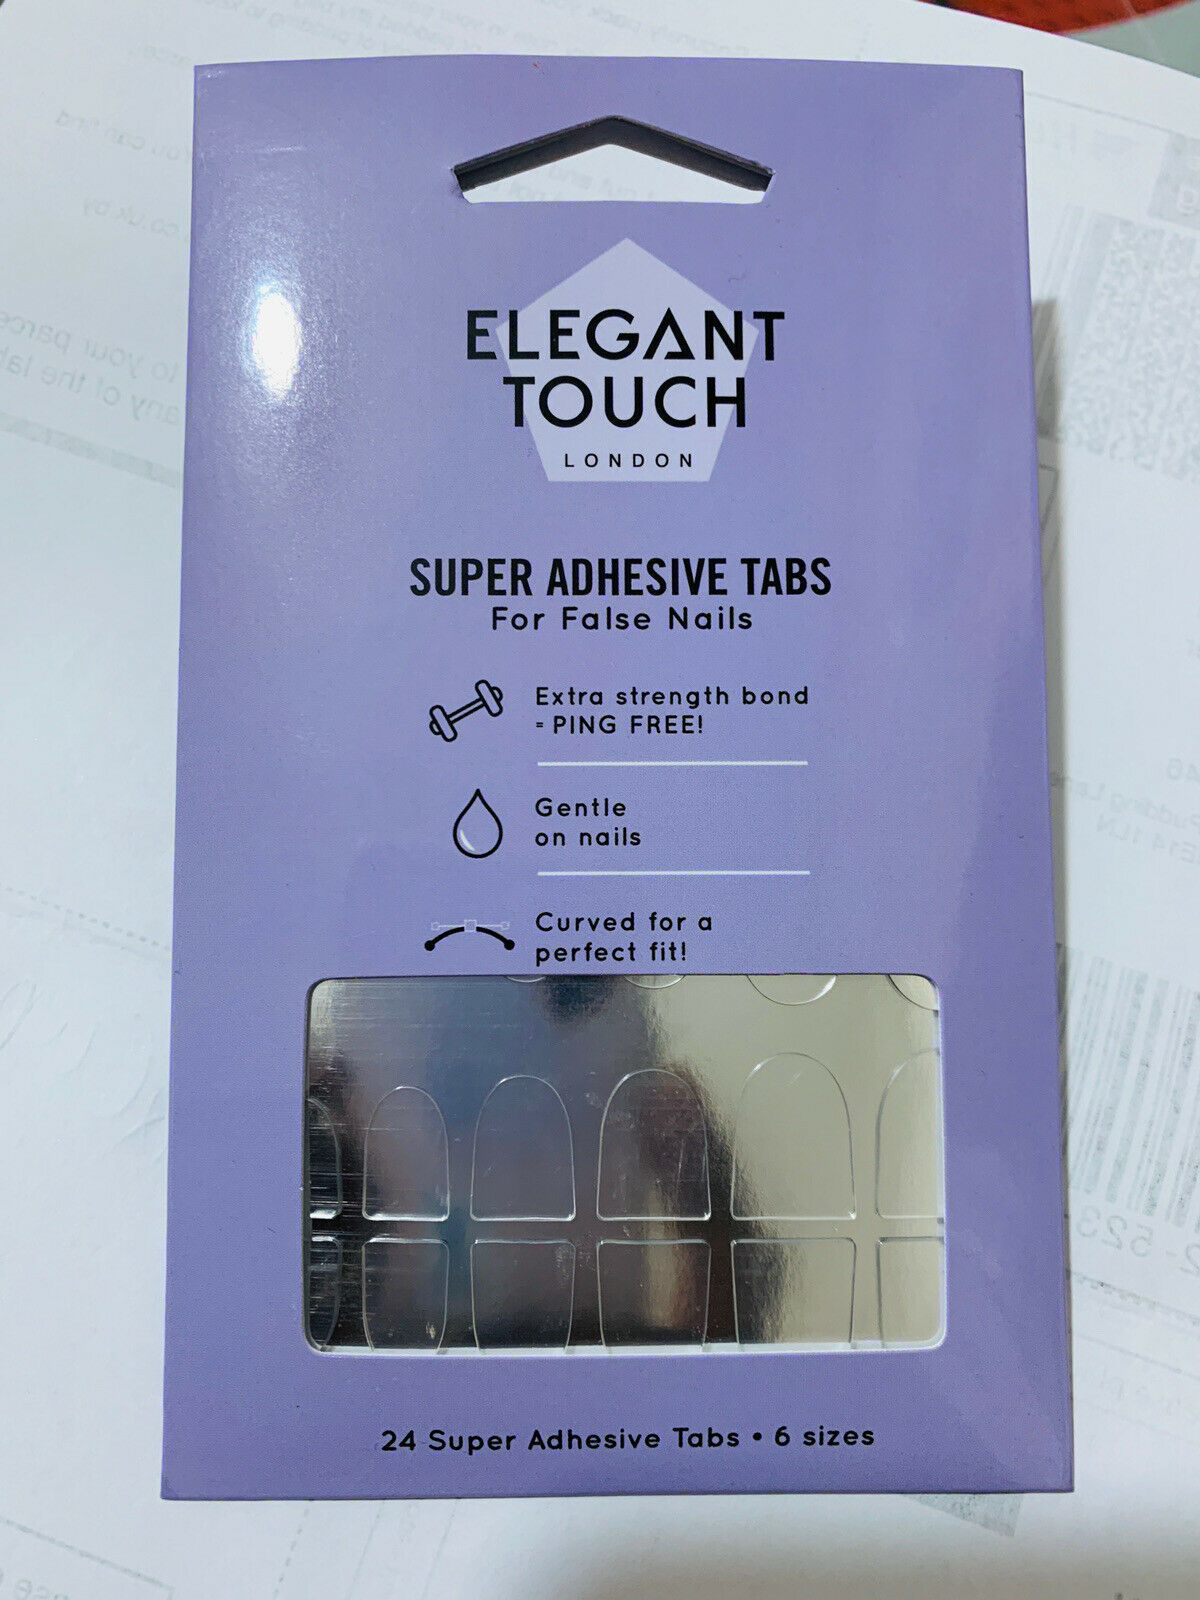 ELEGANT
TOUCH
LONDON
SUPER ADHESIVE TABS
For False Nails
Extra strength bond
= PING FREE!
Gentle
on nails
Curved for a
perfect fit!
24 Super Adhesive Tabs • 6 sizes